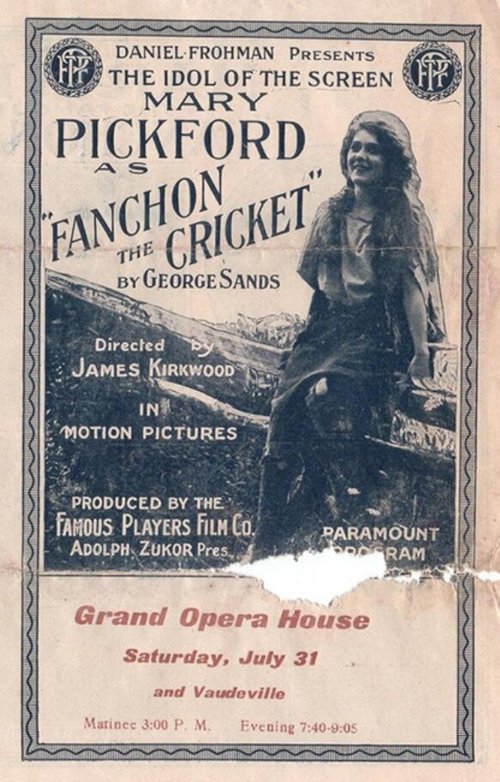 DANIEL FROHMAN PRESENTS
THE IDOL OF THE SCREEN
MARY
PICKFORD
AS
"FANCHON
THE CRICKET"
BY GEORGE SANDS
Directed by
JAMES KIRKWOOD
IN
MOTION PICTURES
PRODUCED BY THE
FAMOUS PLAYERS FILM CO.
ADOLPH ZUKOR Pres.
PARAMOUNT
PROGRAM
Grand Opera House
Saturday, July 31
and Vaudeville
Matinee 3:00 P. M. Evening 7:40-9:05